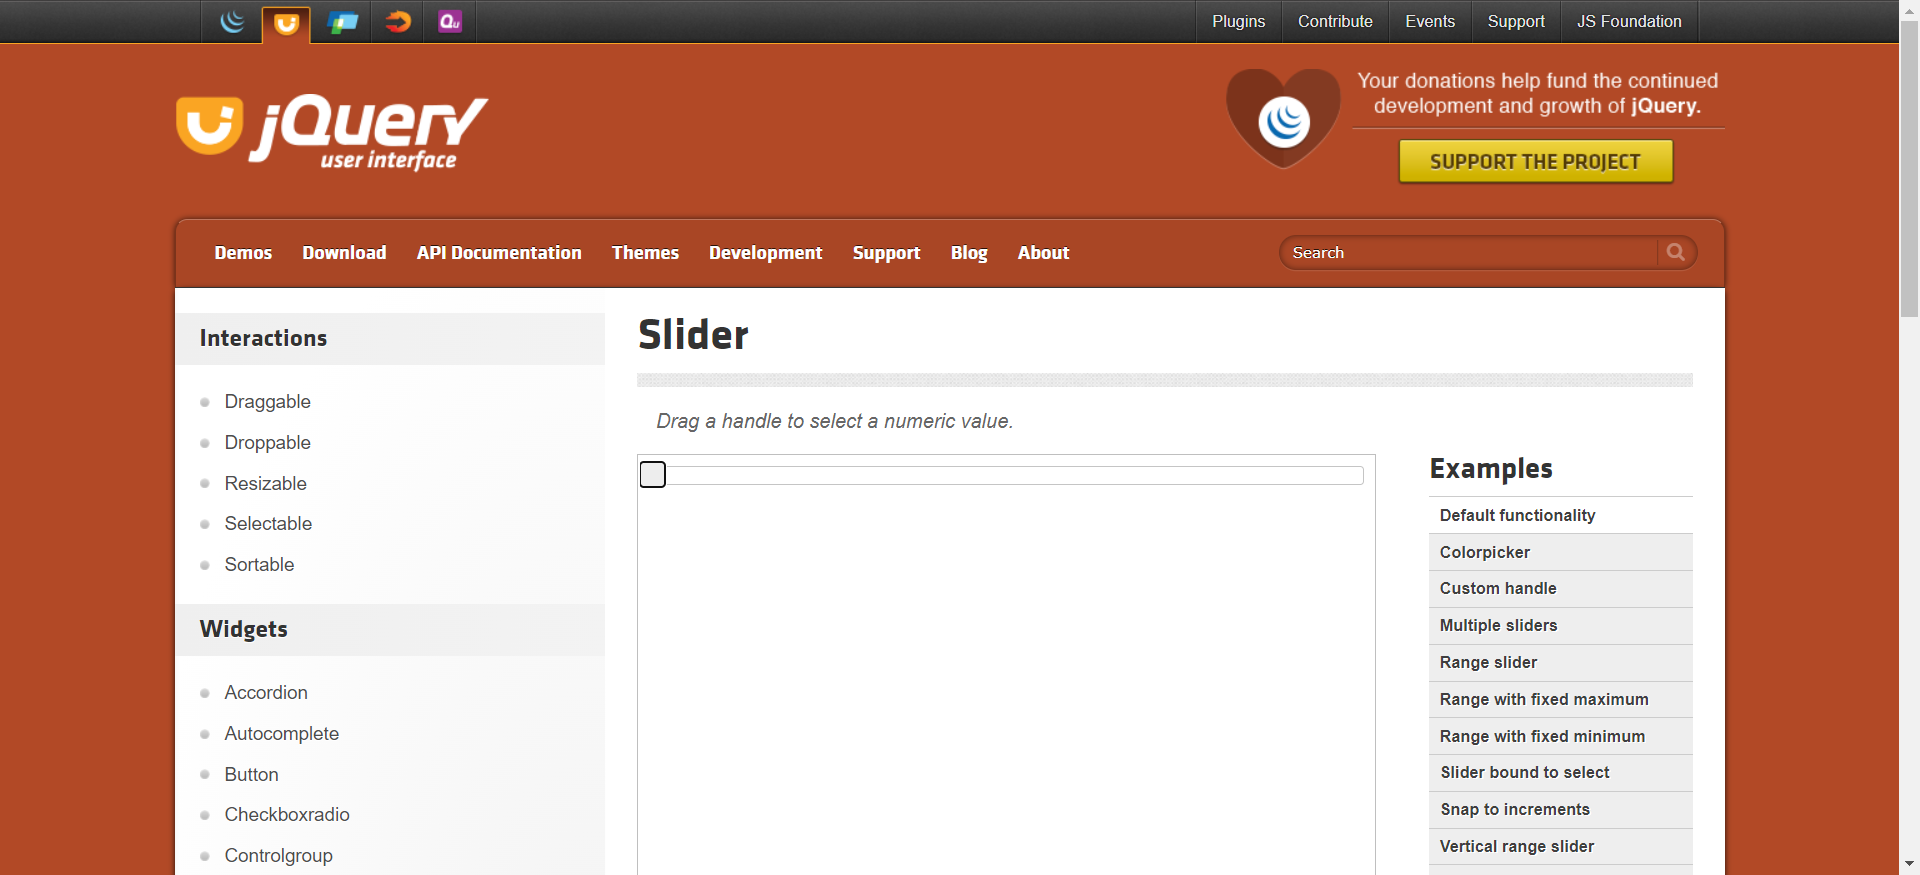 Qu
Plugins
Contribute
Events
Support
JS Foundation
jQuery
user interface
Your donations help fund the continued
development and growth of jQuery.
SUPPORT THE PROJECT
Demos
Download
API Documentation
Themes
Development
Support
Blog
About
Search
Interactions
Draggable
Droppable
Resizable
Selectable
Sortable
Widgets
Accordion
Autocomplete
Button
Checkboxradio
Controlgroup
Slider
Drag a handle to select a numeric value.
Examples
Default functionality
Colorpicker
Custom handle
Multiple sliders
Range slider
Range with fixed maximum
Range with fixed minimum
Slider bound to select
Snap to increments
Vertical range slider